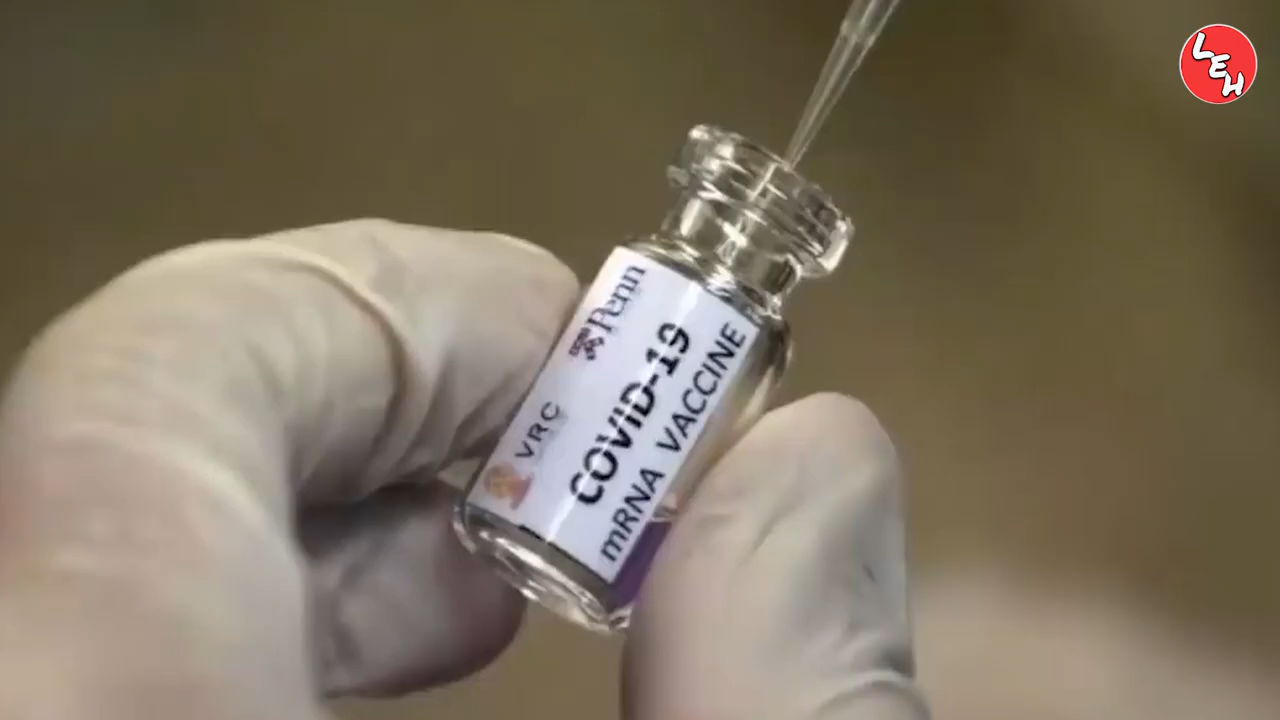 LEH
Penn
VRC
COVID-19
mRNA VACCINE